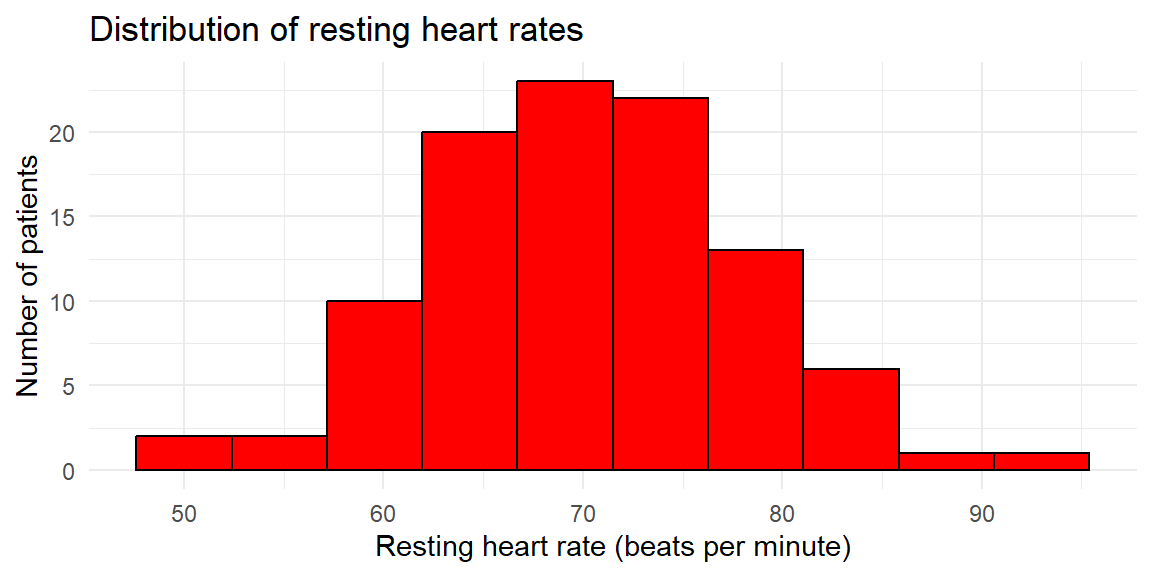 Distribution of resting heart rates
Number of patients
20
15
10
5
0
50 60 70 80 90
Resting heart rate (beats per minute)